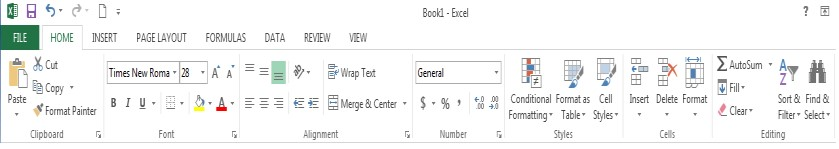 Book1 - Excel ?
FILE HOME INSERT PAGE LAYOUT FORMULAS DATA REVIEW VIEW
Cut
Copy
Format Painter
Paste
Clipboard
Times New Roma 28 A A
B I U A
Font
Wrap Text
Merge & Center
Alignment
General
$ % , .0 .00 .00 .0
Number
Conditional Formatting
Format as Table
Cell Styles
Styles
Insert Delete Format
Cells
AutoSum
Fill
Clear
Sort & Filter
Find & Select
Editing